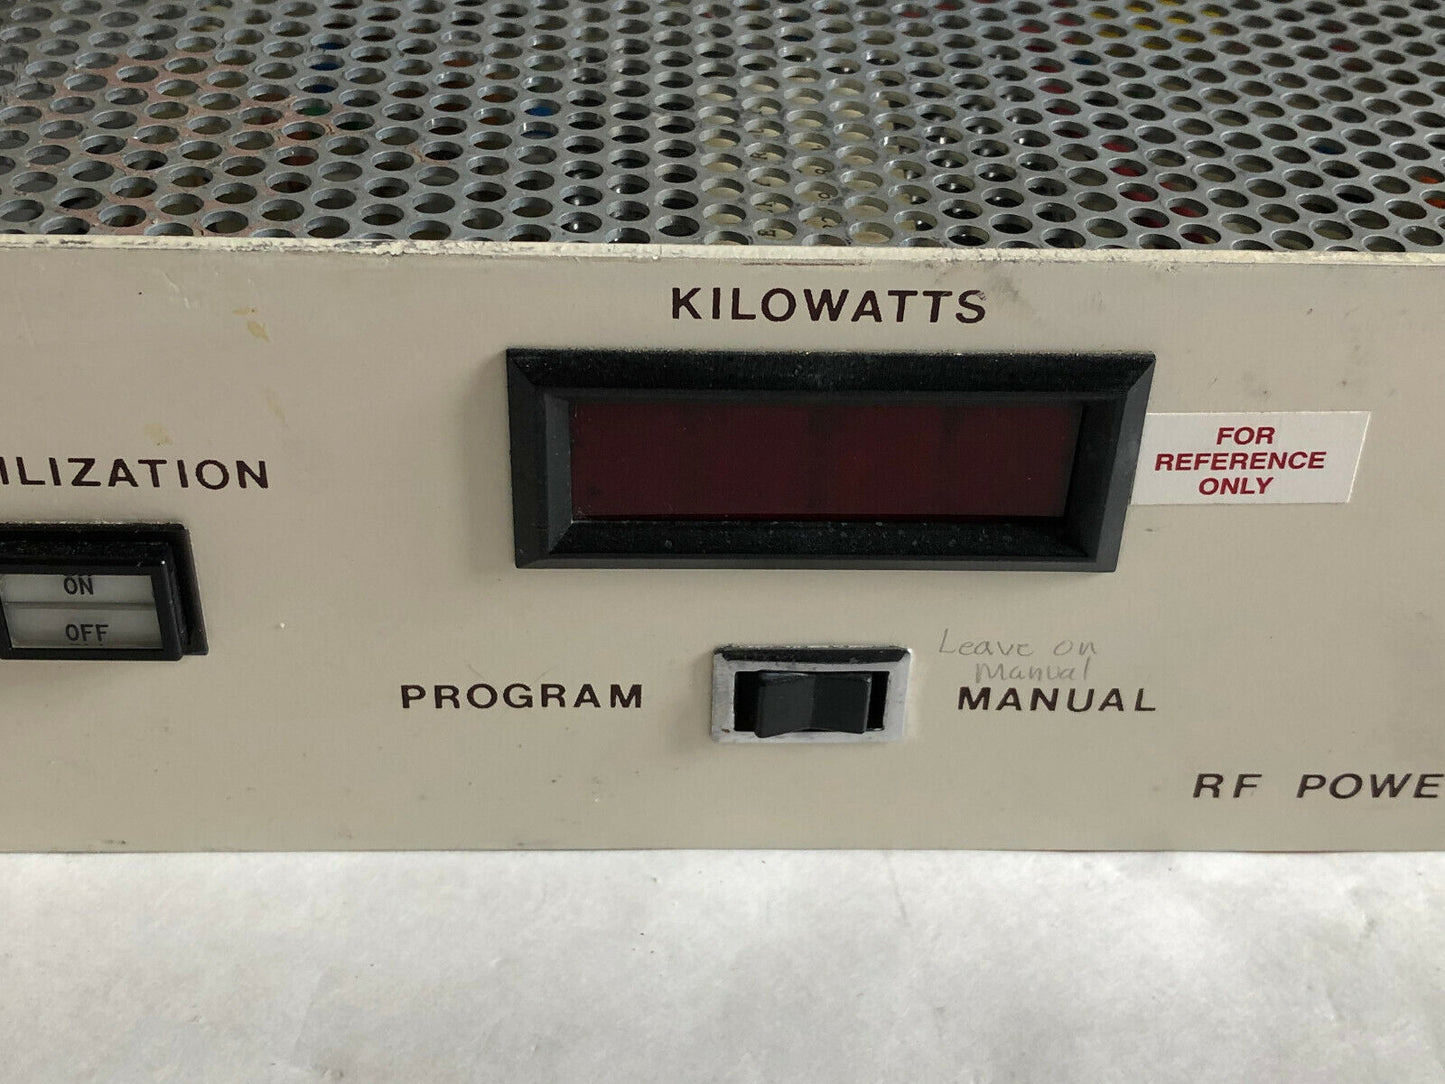 KILOWATTS
FOR
REFERENCE
ONLY
ILIZATION
ON
OFF
Leave on
Manual
PROGRAM
MANUAL
RF POWE